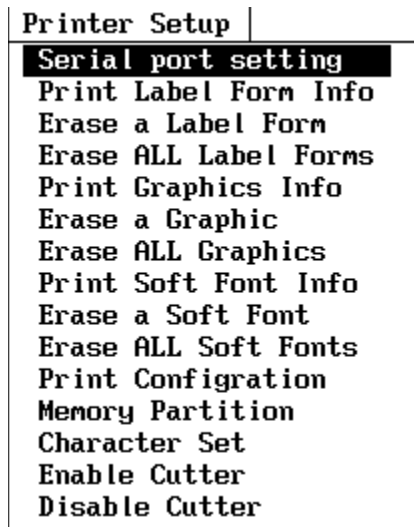 Printer Setup
Serial port setting
Print Label Form Info
Erase a Label Form
Erase ALL Label Forms
Print Graphics Info
Erase a Graphic
Erase ALL Graphics
Print Soft Font Info
Erase a Soft Font
Erase ALL Soft Fonts
Print Configration
Memory Partition
Character Set
Enable Cutter
Disable Cutter